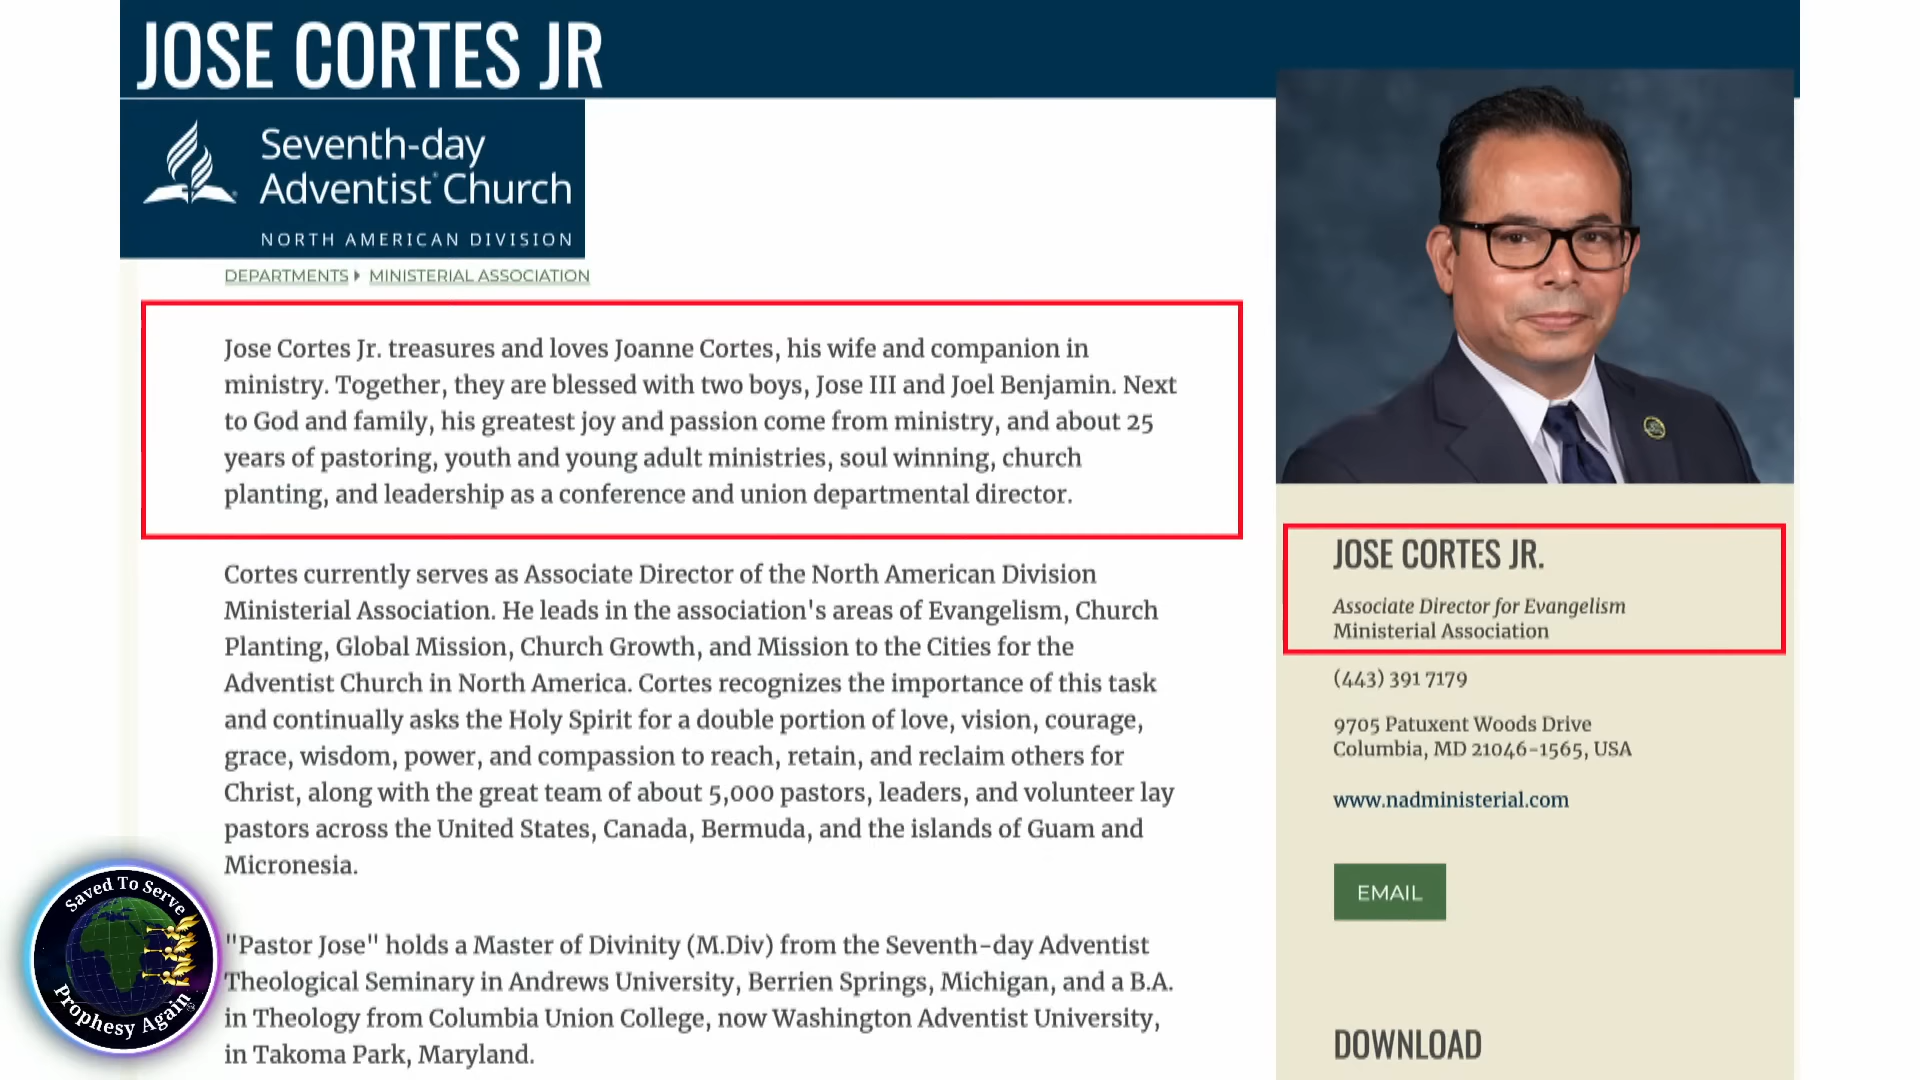 JOSE CORTES JR
Seventh-day
Adventist® Church
NORTH AMERICAN DIVISION
DEPARTMENTS
MINISTERIAL ASSOCIATION
Jose Cortes Jr. treasures and loves Joanne Cortes, his wife and companion in
ministry. Together, they are blessed with two boys, Jose III and Joel Benjamin. Next
to God and family, his greatest joy and passion come from ministry, and about 25
years of pastoring, youth and young adult ministries, soul winning, church
planting, and leadership as a conference and union departmental director.
Cortes currently serves as Associate Director of the North American Division
Ministerial Association. He leads in the association's areas of Evangelism, Church
Planting, Global Mission, Church Growth, and Mission to the Cities for the
Adventist Church in North America. Cortes recognizes the importance of this task
and continually asks the Holy Spirit for a double portion of love, vision, courage,
grace, wisdom, power, and compassion to reach, retain, and reclaim others for
Christ, along with the great team of about 5,000 pastors, leaders, and volunteer lay
pastors across the United States, Canada, Bermuda, and the islands of Guam and
Micronesia.
"Pastor Jose" holds a Master of Divinity (M.Div) from the Seventh-day Adventist
Theological Seminary in Andrews University, Berrien Springs, Michigan, and a B.A.
in Theology from Columbia Union College, now Washington Adventist University,
in Takoma Park, Maryland.
JOSE CORTES JR.
Associate Director for Evangelism
Ministerial Association
(443) 391 7179
9705 Patuxent Woods Drive
Columbia, MD 21046-1565, USA
www.nadministerial.com
EMAIL
DOWNLOAD
Saved To Serve
Prophesy Again